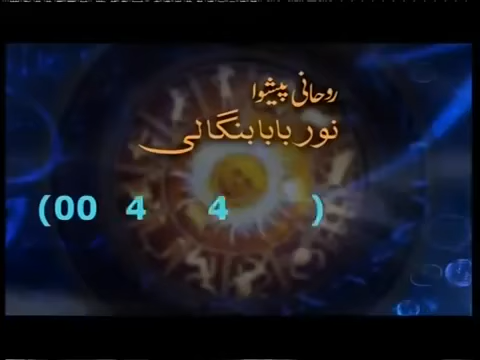 روحانی پیشوا
نور بابا بنگالی
(00 4 4 )